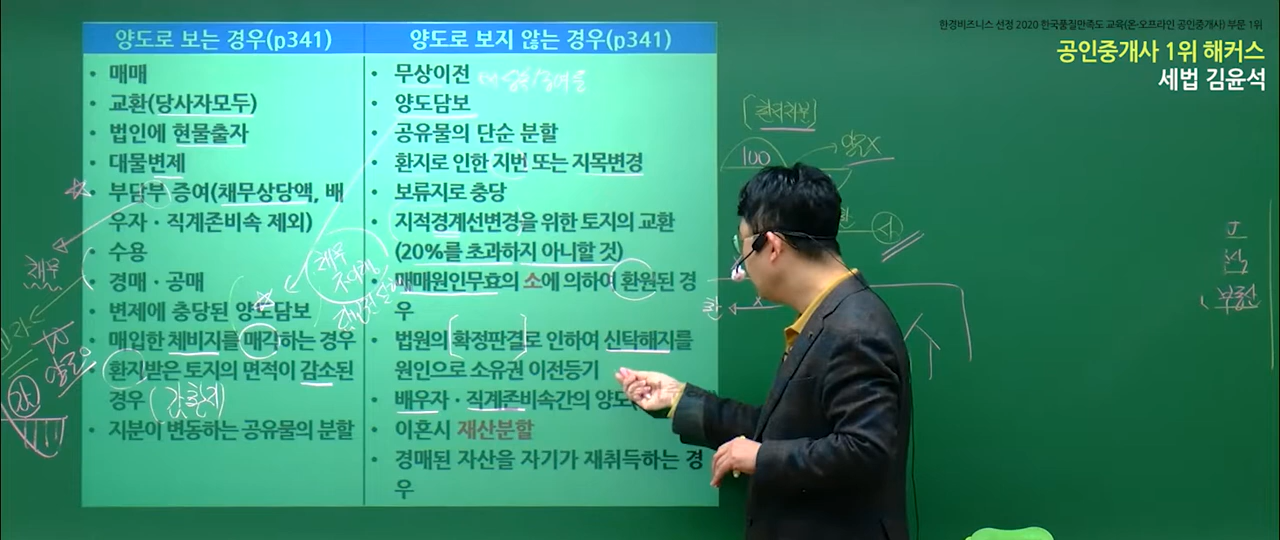 한경비즈니스 선정 2020 한국품질만족도 교육(온·오프라인 공인중개사) 부문 1위
공인중개사 1위 해커스
세법 김윤석
양도로 보는 경우(p341)
• 매매
• 교환(당사자모두)
• 법인에 현물출자
• 대물변제
• 부담부 증여(채무상당액, 배
우자·직계존비속 제외)
• 수용
• 경매·공매
• 변제에 충당된 양도담보
• 매입한 체비지를 매각하는 경우
• 환지받은 토지의 면적이 감소된
경우
• 지분이 변동하는 공유물의 분할
양도로 보지 않는 경우(p341)
• 무상이전
• 양도담보
• 공유물의 단순 분할
• 환지로 인한 지번 또는 지목변경
• 보류지로 충당
• 지적경계선변경을 위한 토지의 교환
(20%를 초과하지 아니할 것)
• 매매원인무효의 소에 의하여 환원된 경
우
• 법원의 확정판결로 인하여 신탁해지를
원인으로 소유권 이전등기
• 배우자·직계존비속간의 양도
• 이혼시 재산분할
• 경매된 자산을 자기가 재취득하는 경
우
채무
100
양도X
환
부동산